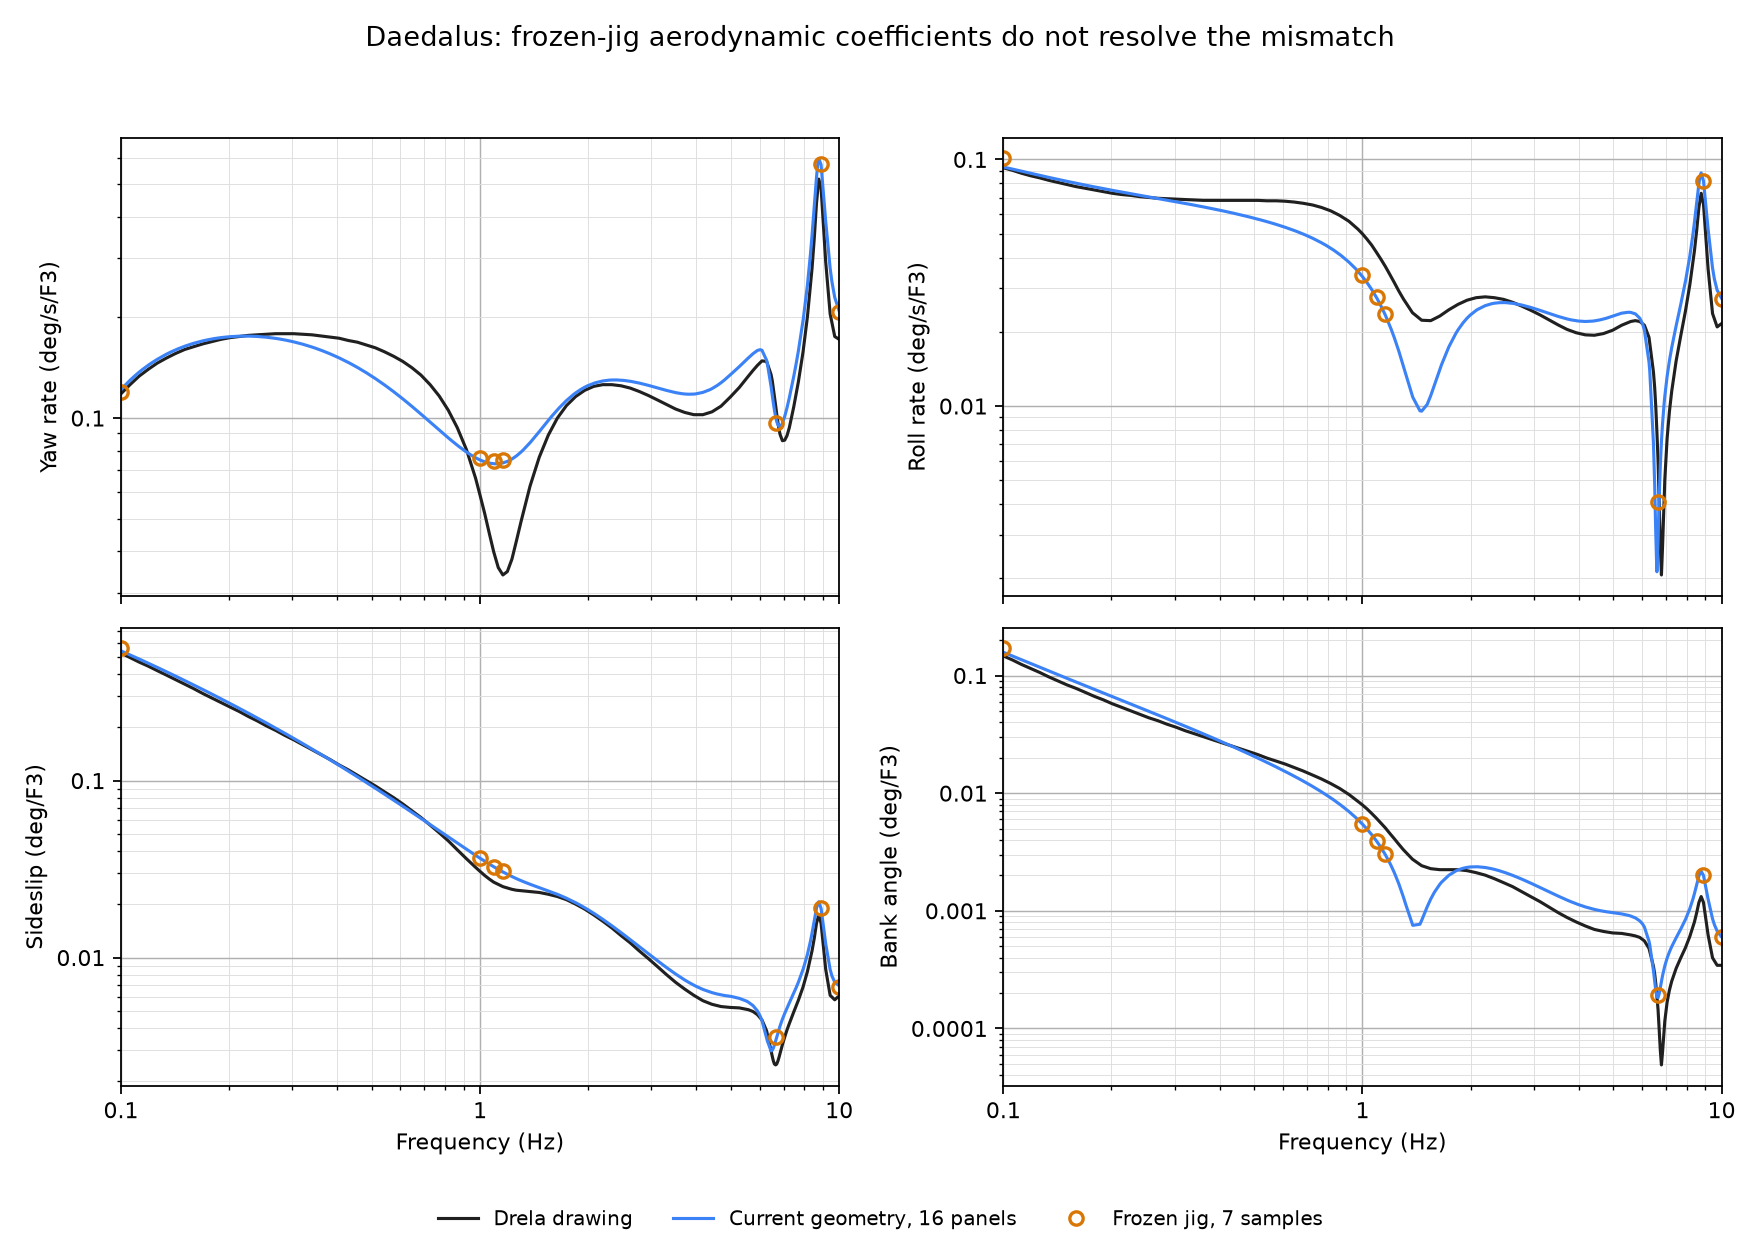 Daedalus: frozen-jig aerodynamic coefficients do not resolve the mismatch
Yaw rate (deg/s/F3)
0.1
Roll rate (deg/s/F3)
0.1
0.01
Sideslip (deg/F3)
0.1
0.01
0.1
1
10
Frequency (Hz)
Bank angle (deg/F3)
0.1
0.01
0.001
0.0001
0.1
1
10
Frequency (Hz)
Drela drawing
Current geometry, 16 panels
Frozen jig, 7 samples